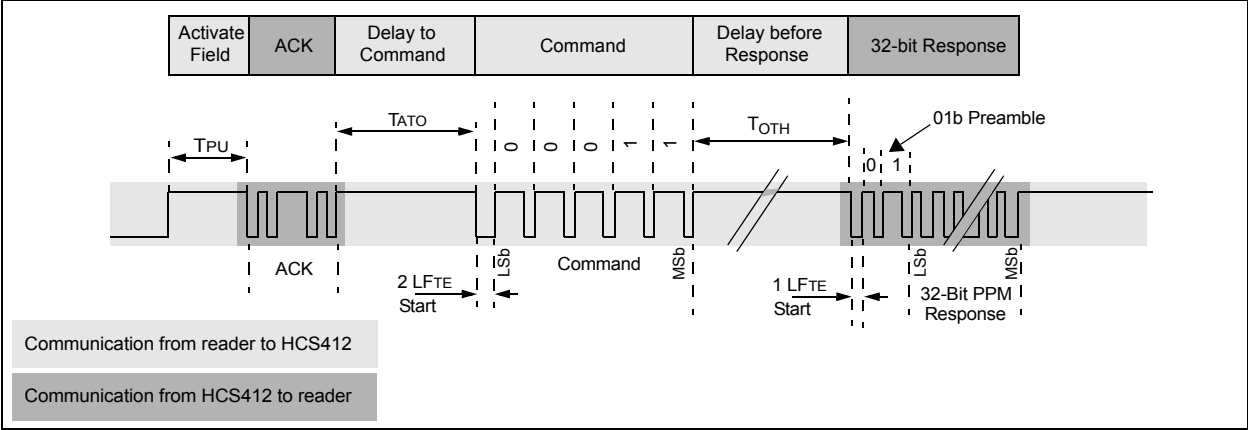 Activate
Field
ACK
Delay to
Command
Command
Delay before
Response
32-bit Response
TPU
TATO
0 0 0 1 1
TOTH
01b Preamble
0 1
ACK
LSb
Command
MSb
LSb
MSb
2 LFTE
Start
1 LFTE
Start
32-Bit PPM
Response
Communication from reader to HCS412
Communication from HCS412 to reader